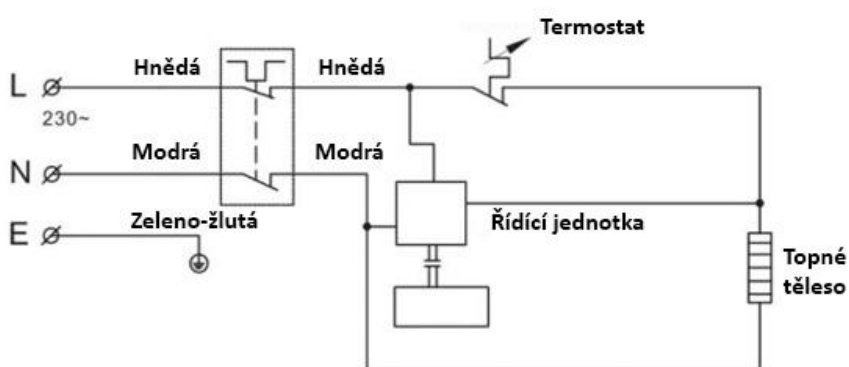 Termostat
L
Hnědá
Hnědá
230~
N
Modrá
Modrá
E
Zeleno-žlutá
Řídící jednotka
Topné
těleso